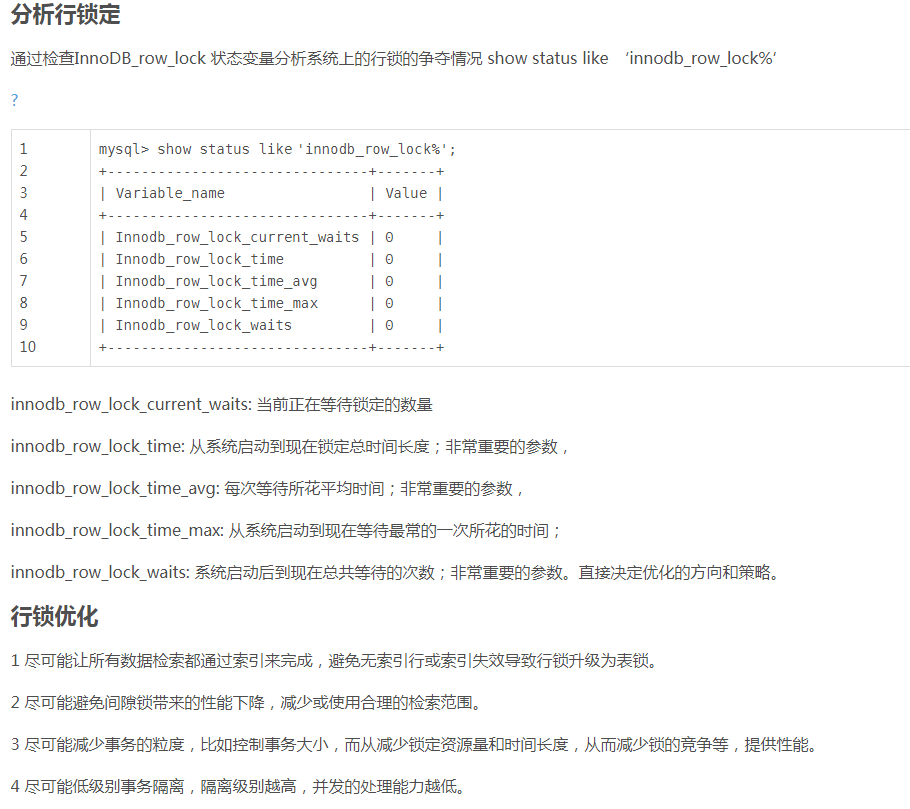 分析行锁定
通过检查InnoDB_row_lock 状态变量分析系统上的行锁的争夺情况 show status like ‘innodb_row_lock%’
?
1 mysql> show status like 'innodb_row_lock%';
2 +-------------------------------+-------+
3 | Variable_name | Value |
4 +-------------------------------+-------+
5 | Innodb_row_lock_current_waits | 0 |
6 | Innodb_row_lock_time | 0 |
7 | Innodb_row_lock_time_avg | 0 |
8 | Innodb_row_lock_time_max | 0 |
9 | Innodb_row_lock_waits | 0 |
10 +-------------------------------+-------+
innodb_row_lock_current_waits: 当前正在等待锁定的数量
innodb_row_lock_time: 从系统启动到现在锁定总时间长度；非常重要的参数，
innodb_row_lock_time_avg: 每次等待所花平均时间；非常重要的参数，
innodb_row_lock_time_max: 从系统启动到现在等待最常的一次所花的时间；
innodb_row_lock_waits: 系统启动后到现在总共等待的次数；非常重要的参数。直接决定优化的方向和策略。
行锁优化
1 尽可能让所有数据检索都通过索引来完成，避免无索引行或索引失效导致行锁升级为表锁。
2 尽可能避免间隙锁带来的性能下降，减少或使用合理的检索范围。
3 尽可能减少事务的粒度，比如控制事务大小，而从减少锁定资源量和时间长度，从而减少锁的竞争等，提供性能。
4 尽可能低级别事务隔离，隔离级别越高，并发的处理能力越低。